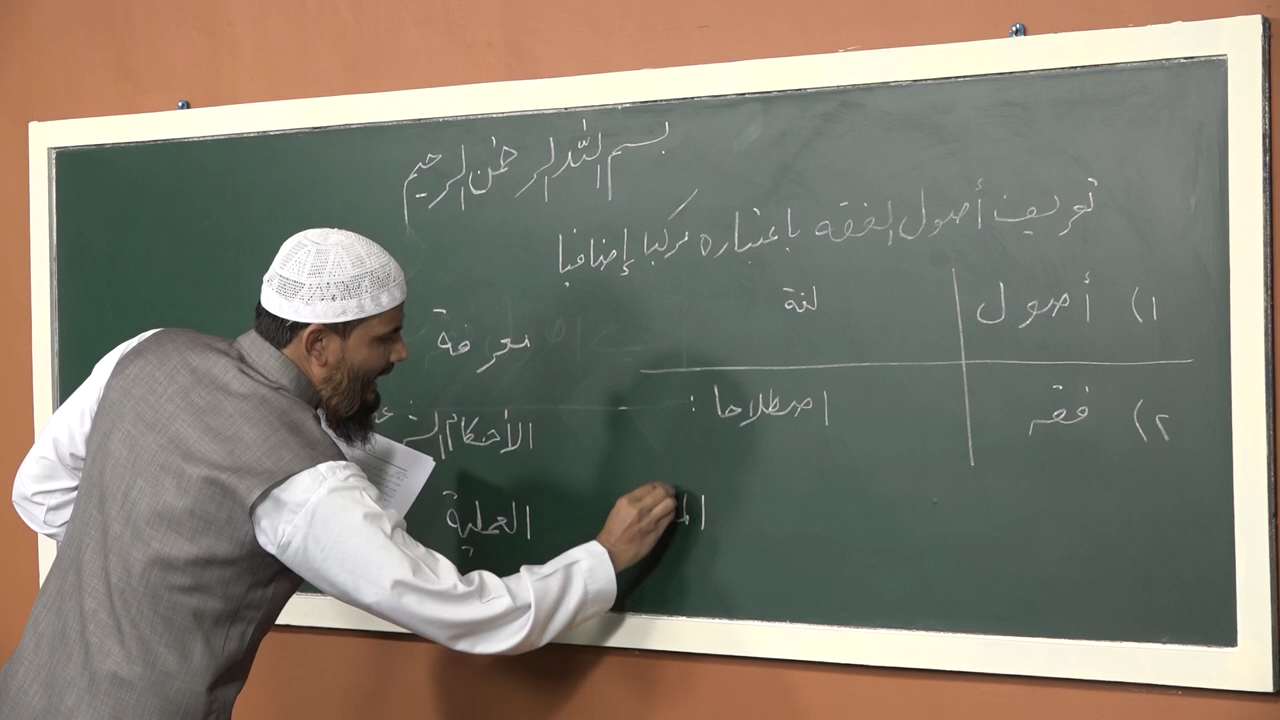 بسم الله الرحمن الرحيم
تعريف أصول الفقه باعتباره مركبا إضافيا
١) أصول
لغة
معرفة
٢) فقه
اصطلاحا :
الأحكام
العملية